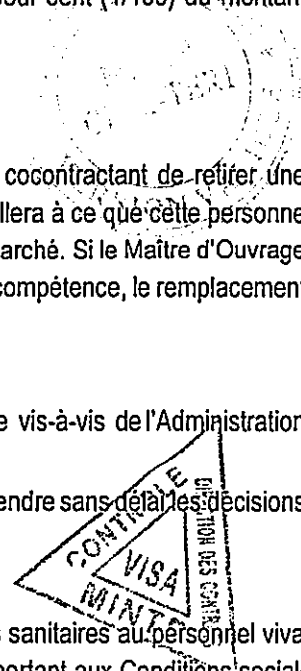 pour cent (1/100) du montant
cocontractant de retirer une
llera à ce que cette personne
arché. Si le Maître d'Ouvrage
compétence, le remplacement
e vis-à-vis de l'Administration
endre sans délai les décisions
CONTROLE
VISA
s sanitaires au personnel viva
portant aux Conditions social